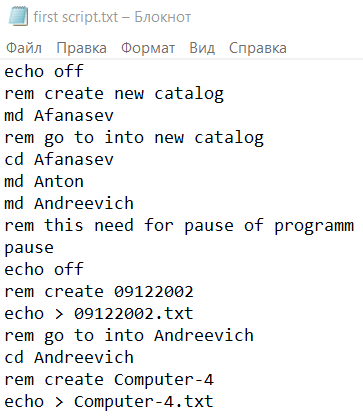 first script.txt – Блокнот
Файл Правка Формат Вид Справка
echo off
rem create new catalog
md Afanasev
rem go to into new catalog
cd Afanasev
md Anton
md Andreevich
rem this need for pause of programm
pause
echo off
rem create 09122002
echo > 09122002.txt
rem go to into Andreevich
cd Andreevich
rem create Computer-4
echo > Computer-4.txt